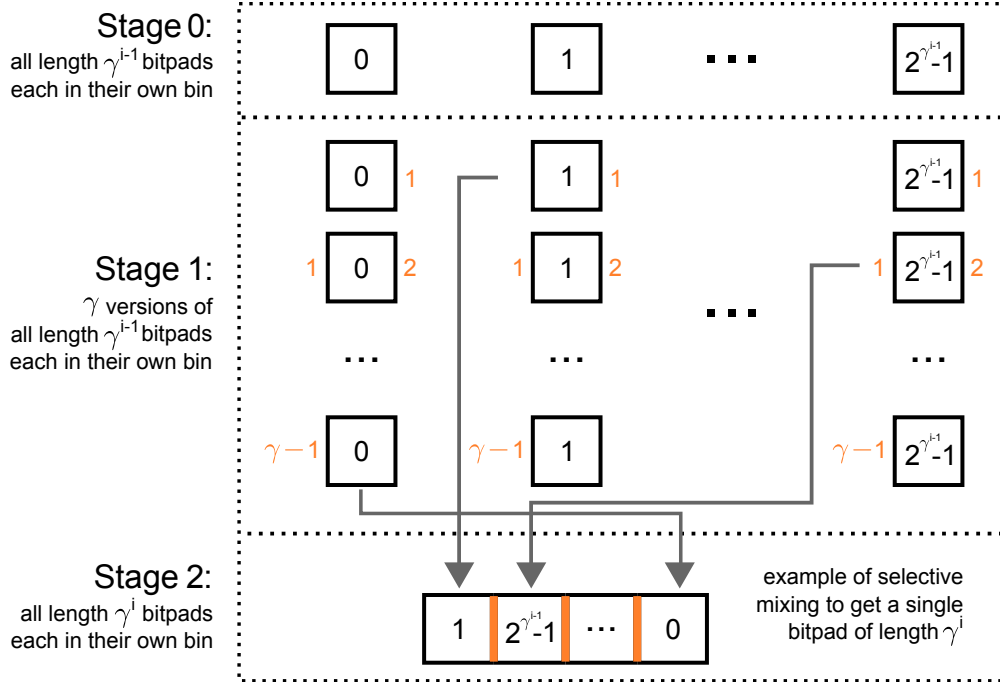 Stage 0:
all length γ^{i-1} bitpads
each in their own bin
0 1 ... 2^{γ^{i-1}}-1
0 1 1 1 2^{γ^{i-1}}-1 1
1 0 2 1 1 2 1 2^{γ^{i-1}}-1 2
Stage 1:
γ versions of
all length γ^{i-1} bitpads
each in their own bin
...
... ... ...
γ-1 0 γ-1 1 γ-1 2^{γ^{i-1}}-1
Stage 2:
all length γ^i bitpads
each in their own bin
1 2^{γ^{i-1}}-1 ... 0
example of selective
mixing to get a single
bitpad of length γ^i